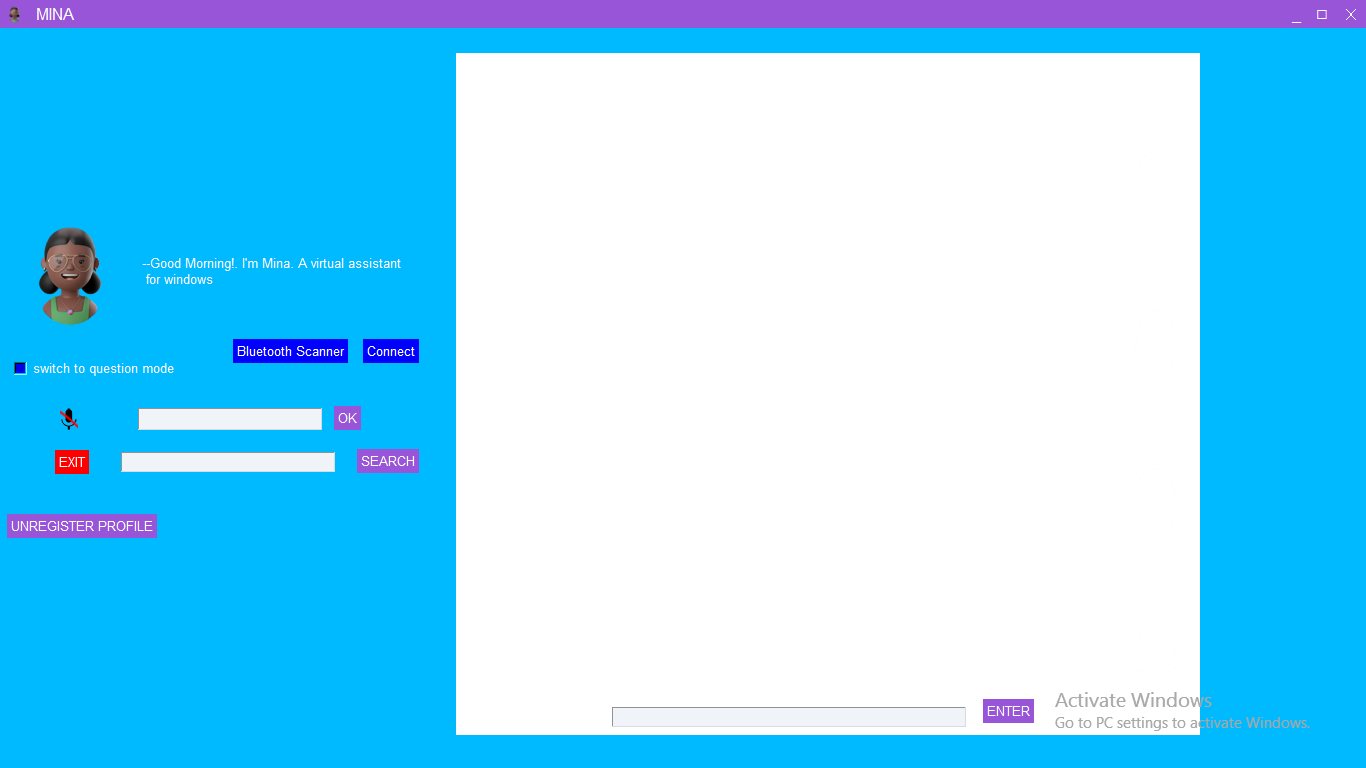 MINA
--Good Morning!. I'm Mina. A virtual assistant
for windows
Bluetooth Scanner
Connect
switch to question mode
OK
EXIT
SEARCH
UNREGISTER PROFILE
ENTER
Activate Windows
Go to PC settings to activate Windows.